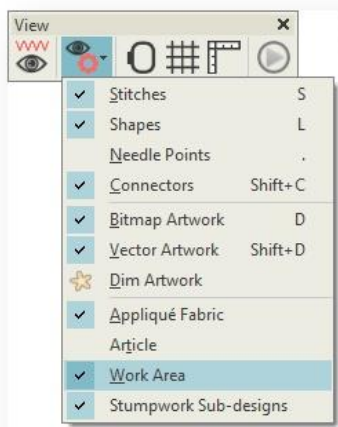 View
Stitches S
Shapes L
Needle Points .
Connectors Shift+C
Bitmap Artwork D
Vector Artwork Shift+D
Dim Artwork
Appliqué Fabric
Article
Work Area
Stumpwork Sub-designs